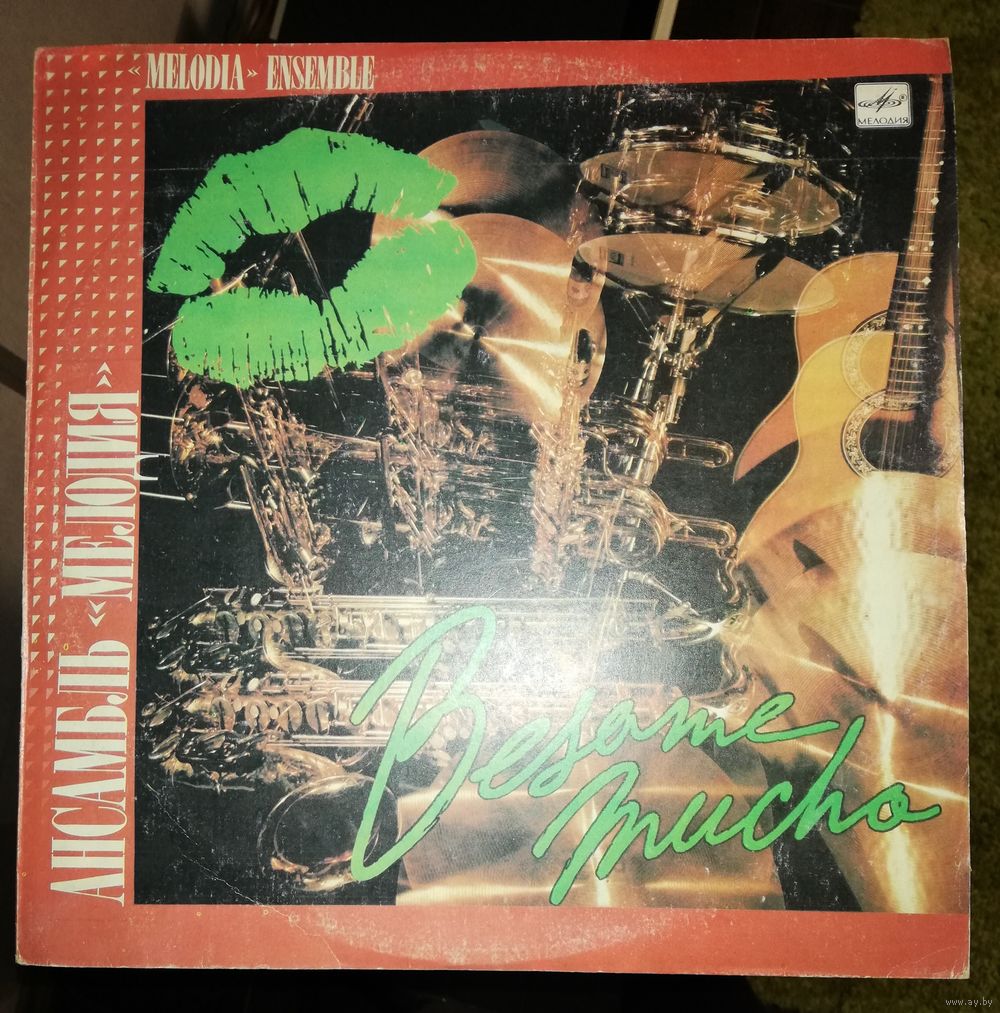 «MELODIA» ENSEMBLE
МЕЛОДИЯ
АНСАМБЛЬ «МЕЛОДИЯ»
Besame
mucho
www.ay.by